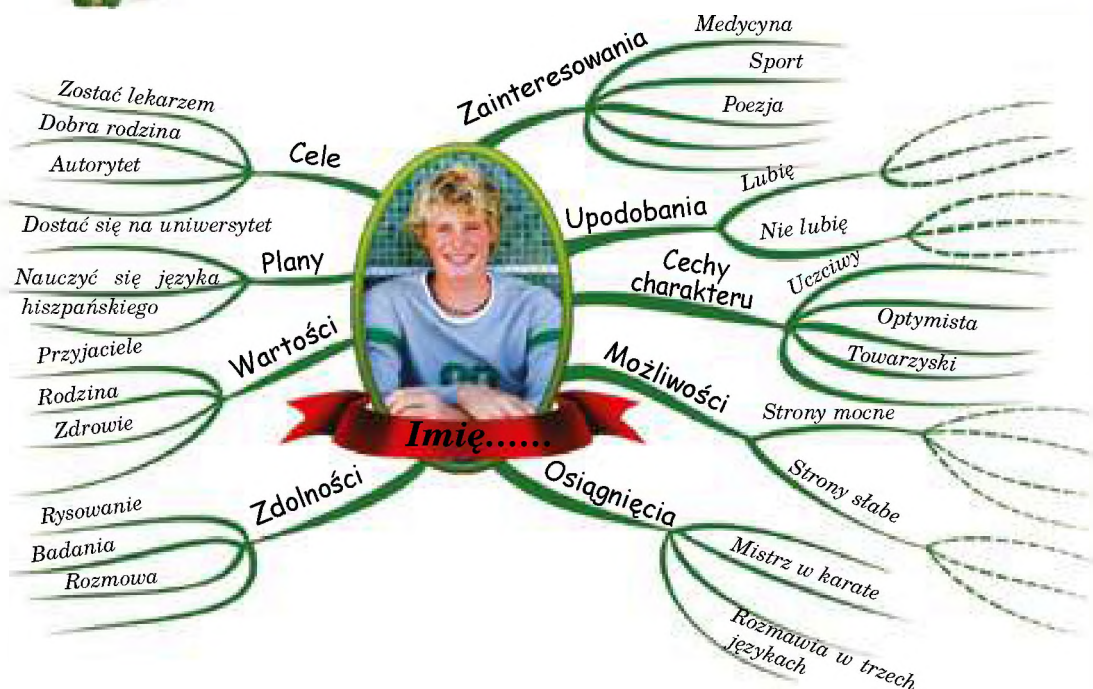 Zainteresowania
Medycyna
Sport
Poezja
Upodobania
Lubię
Nie lubię
Cechy
charakteru
Uczciwy
Optymista
Towarzyski
Możliwości
Strony mocne
Strony słabe
Osiągnięcia
Mistrz w karate
Rozmawia w trzech
językach
Cele
Zostać lekarzem
Dobra rodzina
Autorytet
Plany
Dostać się na uniwersytet
Nauczyć się języka
hiszpańskiego
Wartości
Przyjaciele
Rodzina
Zdrowie
Zdolności
Rysowanie
Badania
Rozmowa
Imię......